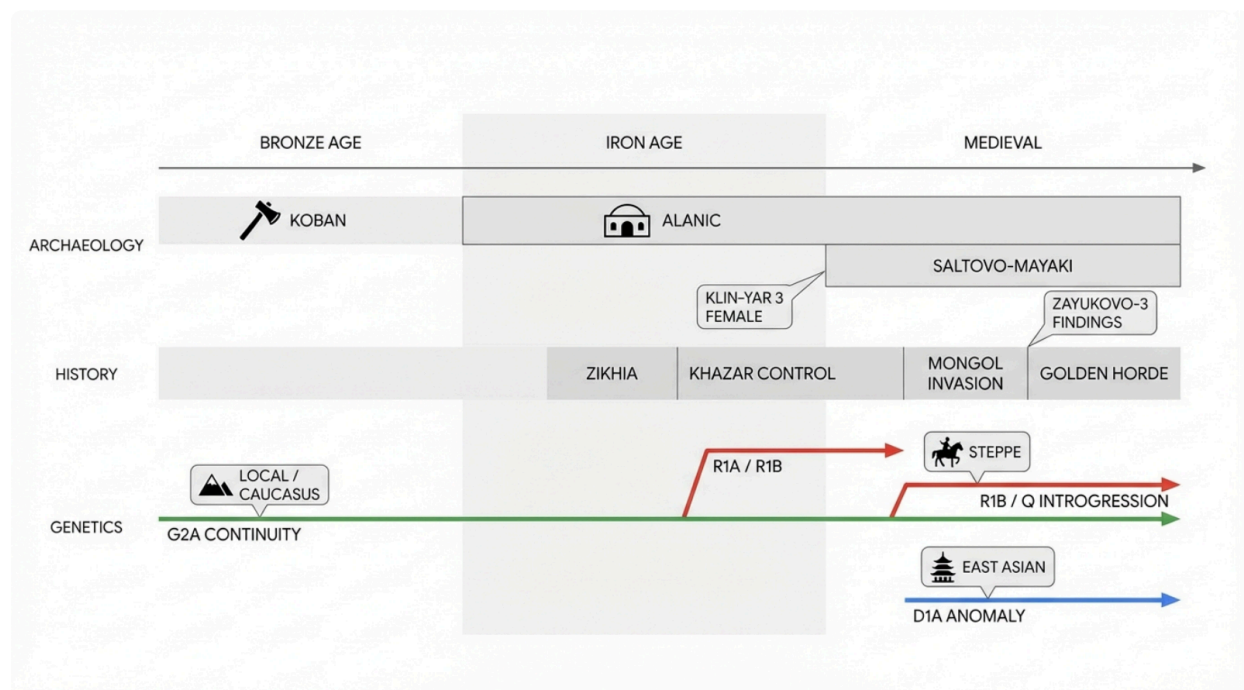 BRONZE AGE
IRON AGE
MEDIEVAL
ARCHAEOLOGY
KOBAN
ALANIC
SALTOVO-MAYAKI
KLIN-YAR 3
FEMALE
ZAYUKOVO-3
FINDINGS
HISTORY
ZIKHIA
KHAZAR CONTROL
MONGOL
INVASION
GOLDEN HORDE
GENETICS
LOCAL /
CAUCASUS
G2A CONTINUITY
R1A / R1B
STEPPE
R1B / Q INTROGRESSION
EAST ASIAN
D1A ANOMALY